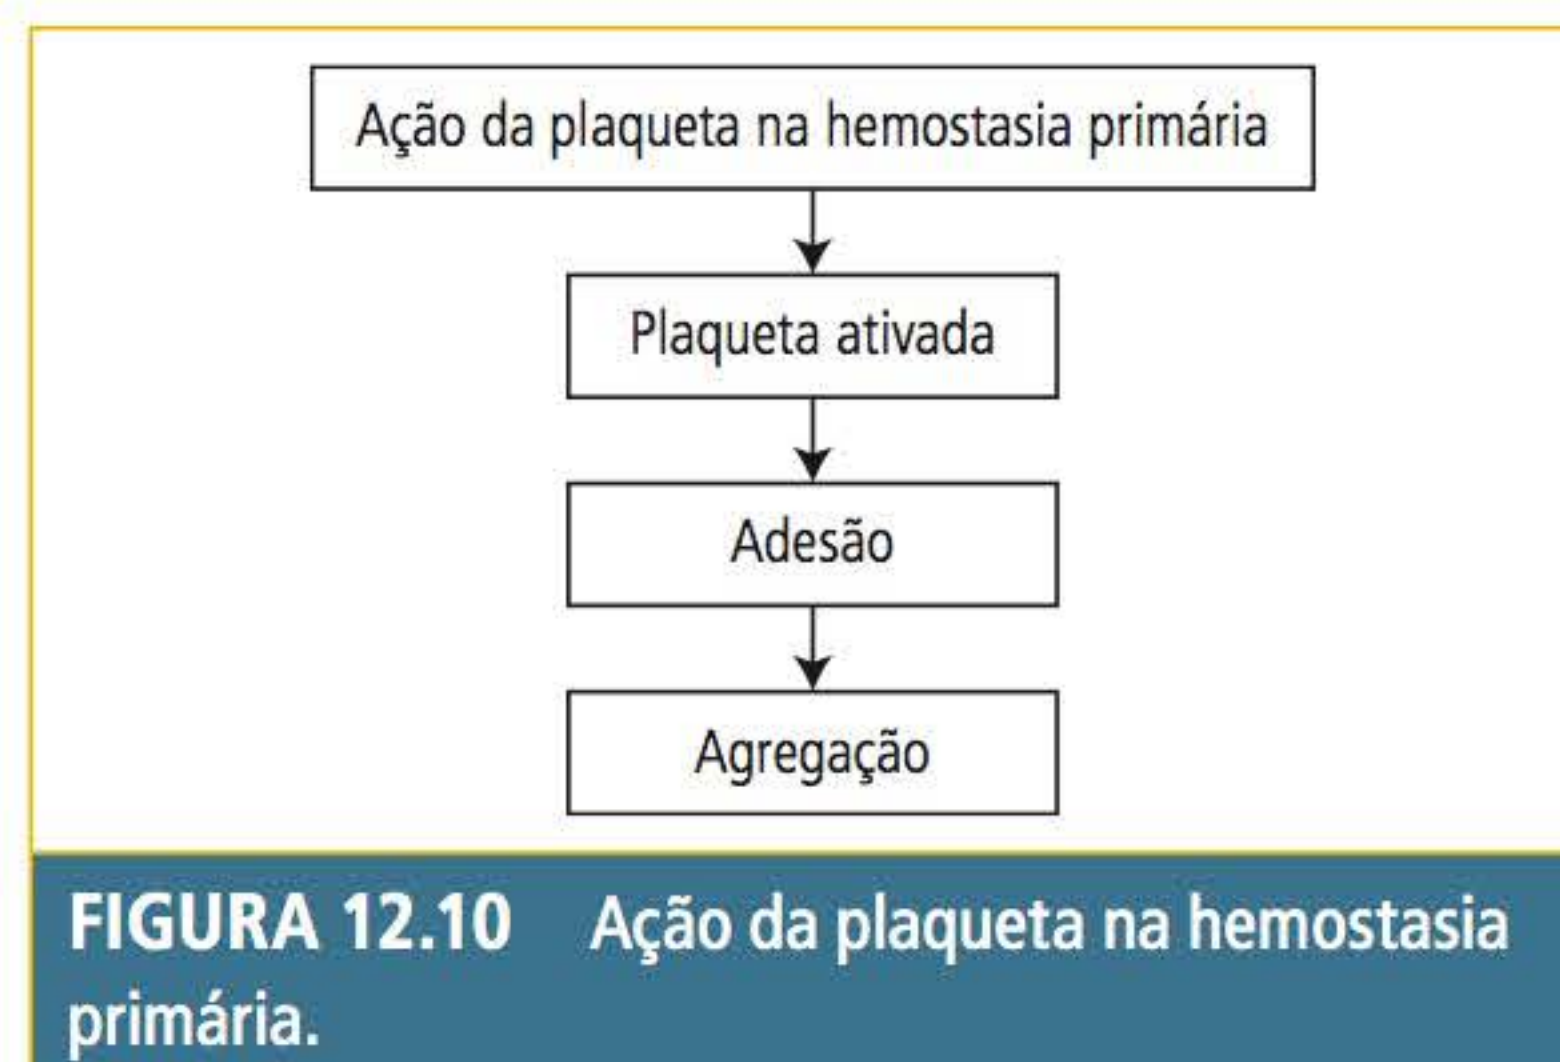 Ação da plaqueta na hemostasia primária
Plaqueta ativada
Adesão
Agregação
FIGURA 12.10 Ação da plaqueta na hemostasia
primária.